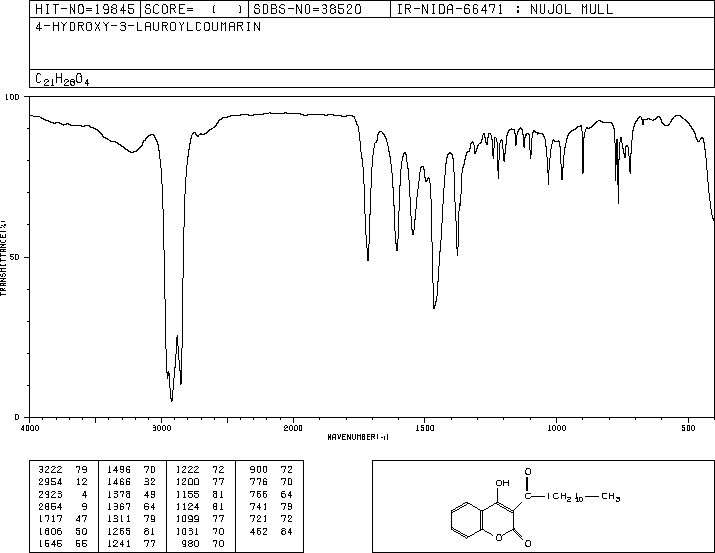 HIT-NO=19845 SCORE= ( ) SDBS-NO=38520 IR-NIDA-66471 : NUJOL MULL
4-HYDROXY-3-LAUROYLCOUMARIN
C21H28O4
100
50
0
TRANSMITTANCE(%)
4000 3000 2000 1500 1000 500
WAVENUMBER(-1)
3222 79 1496 70 1222 72 900 72
2954 12 1466 32 1200 77 776 70
2923 4 1378 49 1155 81 766 64
2854 9 1367 64 1124 81 741 79
1717 47 1311 79 1099 77 721 72
1606 50 1265 81 1031 70 462 84
1545 55 1241 77 980 70
O
OH
(CH2)10 CH3
O O